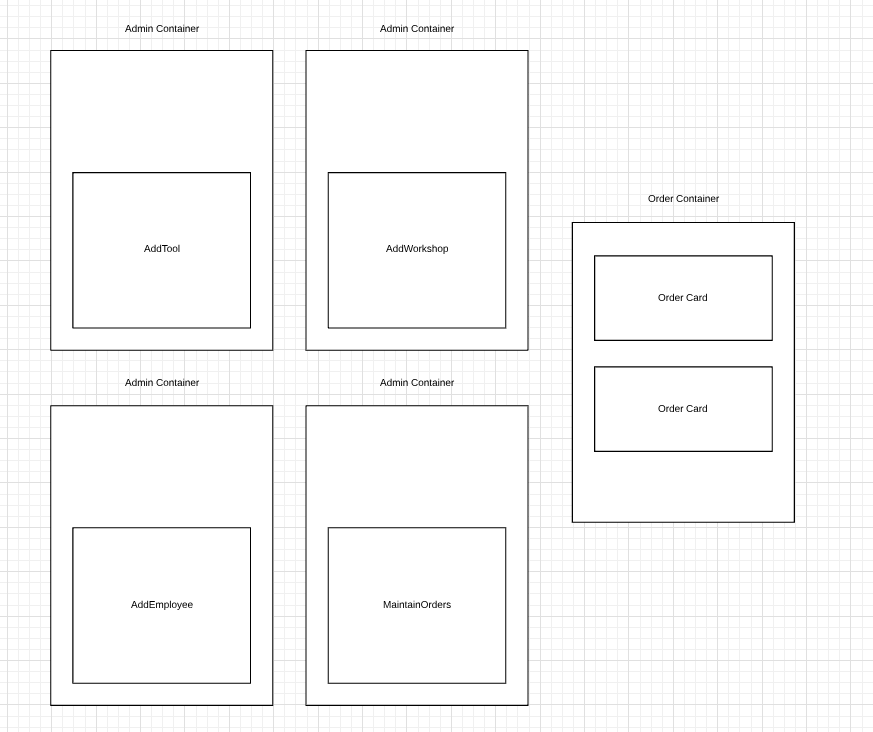 Admin Container
Admin Container
AddTool
AddWorkshop
Order Container
Order Card
Order Card
Admin Container
Admin Container
AddEmployee
MaintainOrders